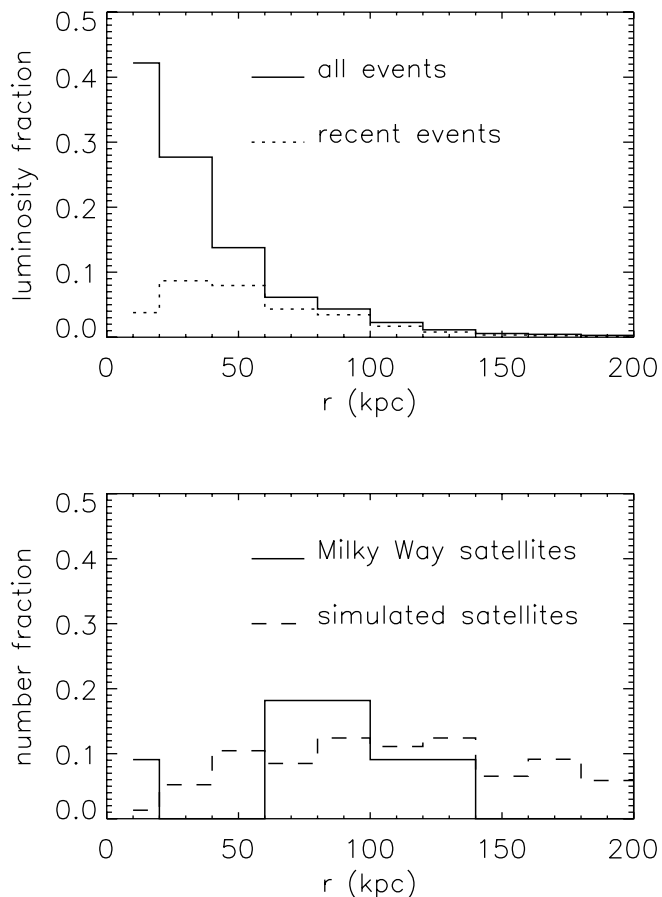 0.5
0.4
0.3
0.2
0.1
0.0
luminosity fraction
all events
recent events
0 50 100 150 200
r (kpc)
0.5
0.4
0.3
0.2
0.1
0.0
number fraction
Milky Way satellites
simulated satellites
0 50 100 150 200
r (kpc)